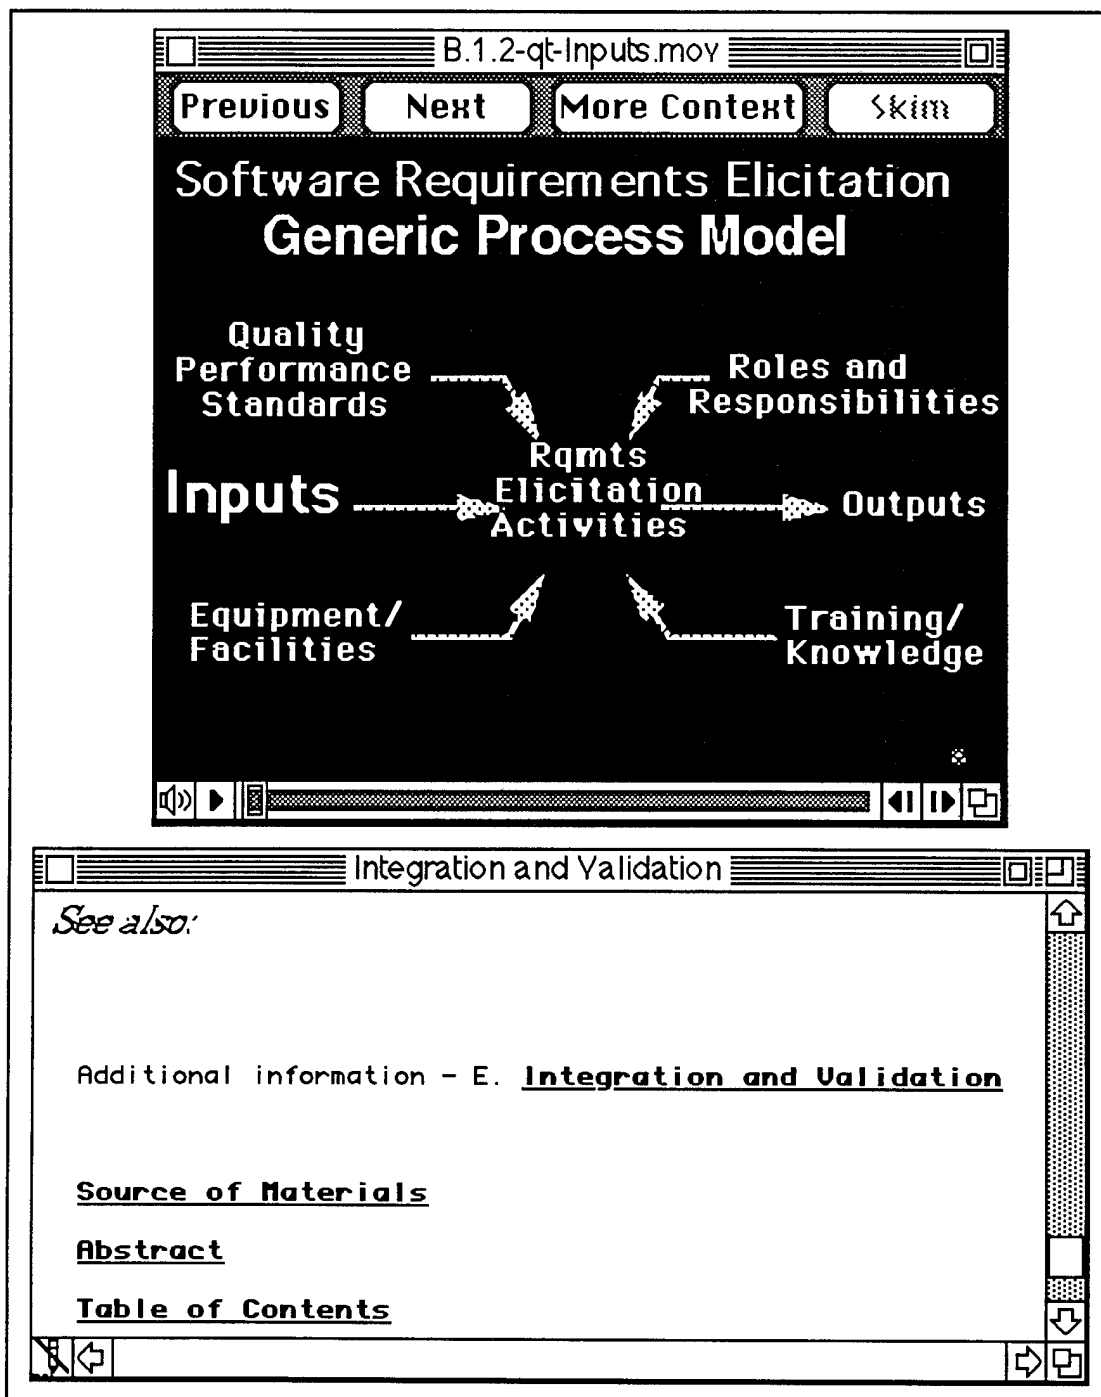 B.1.2-qt-Inputs.mov
Previous Next More Context Skim
Software Requirements Elicitation
Generic Process Model
Quality
Performance
Standards
Roles and
Responsibilities
Rqmts
Elicitation
Activities
Inputs
Outputs
Equipment/
Facilities
Training/
Knowledge
Integration and Validation
See also:
Additional information - E. Integration and Validation
Source of Materials
Abstract
Table of Contents